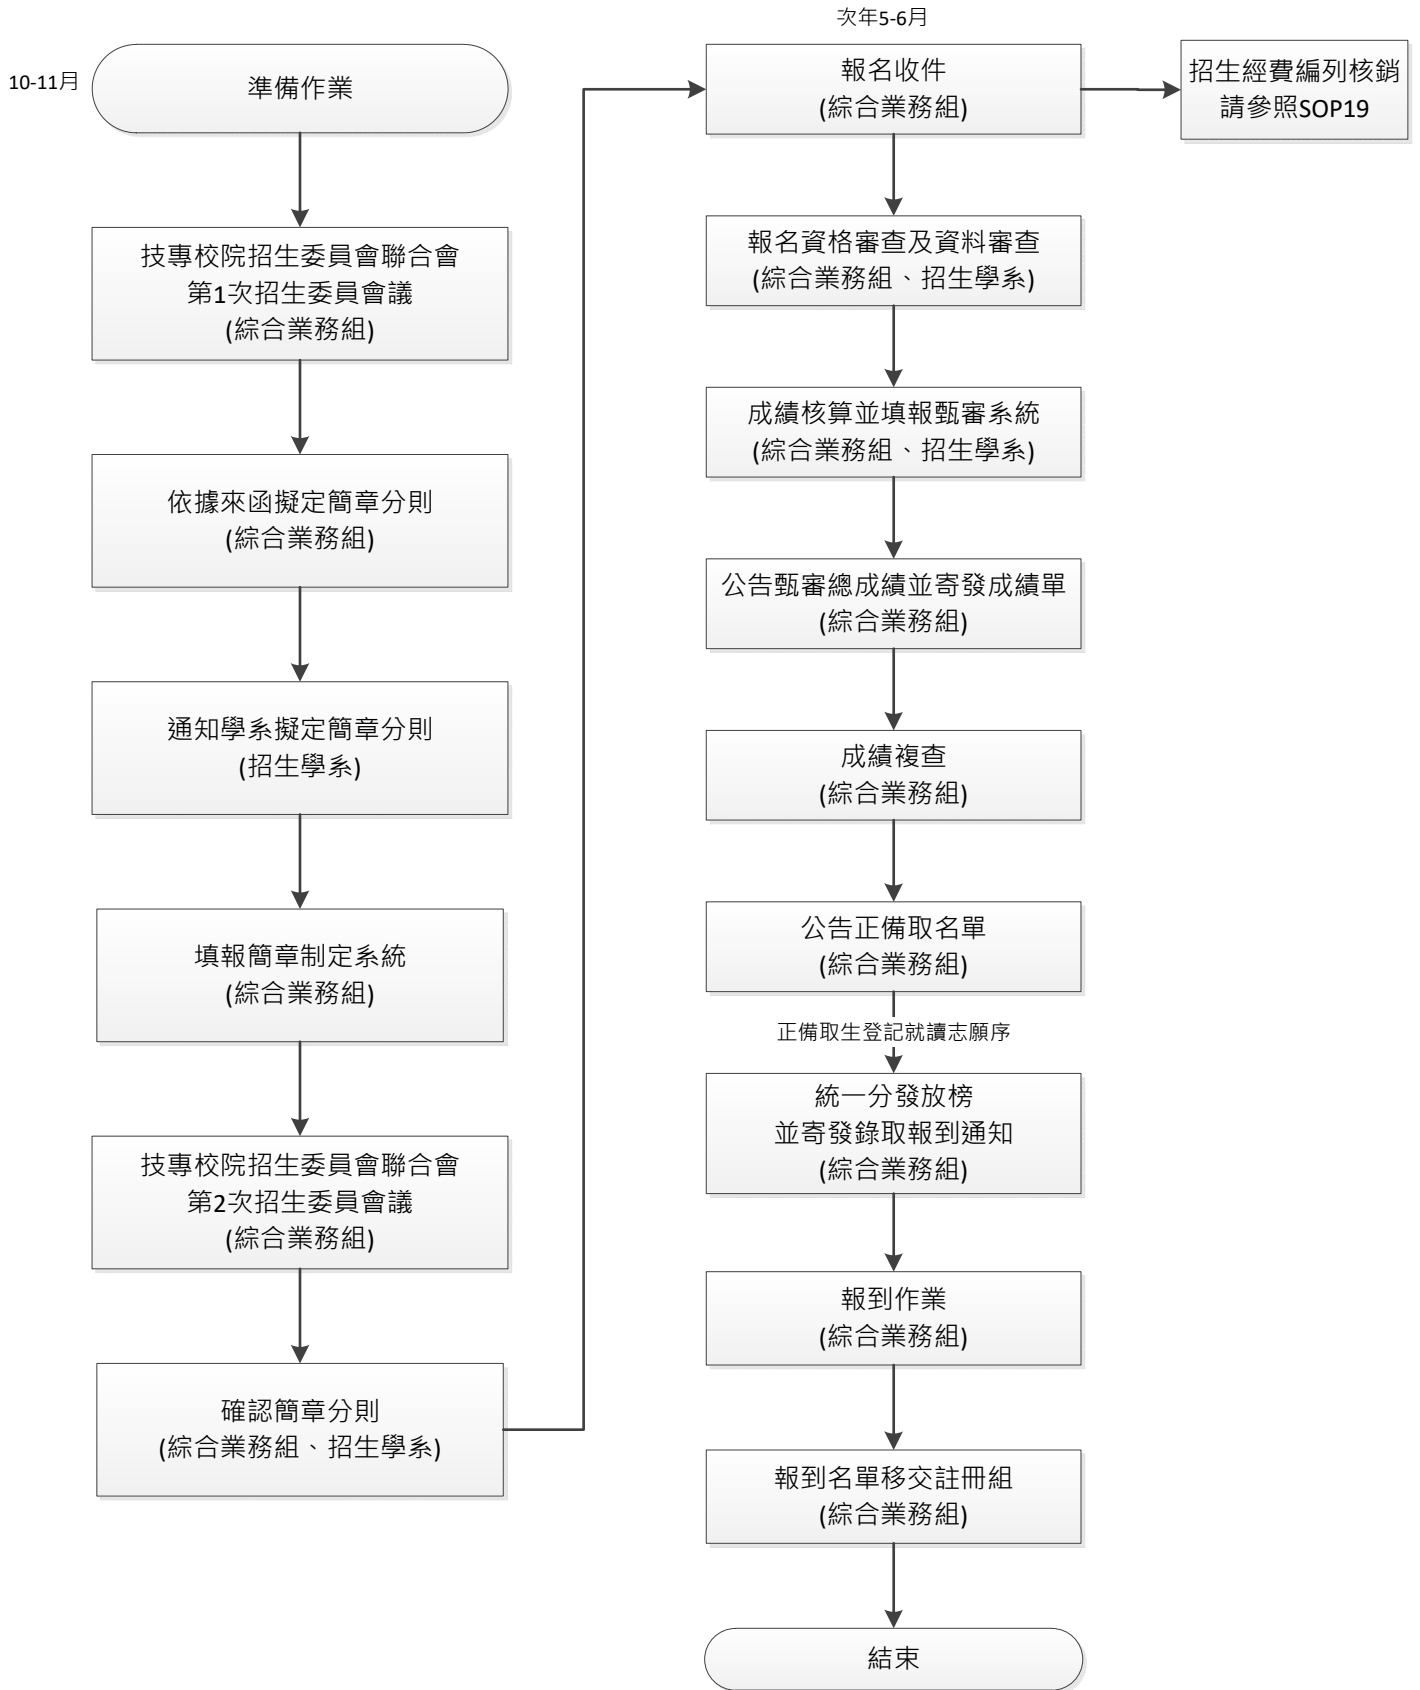 10-11月
準備作業
技專校院招生委員會聯合會
第1次招生委員會議
(綜合業務組)
依據來函擬定簡章分則
(綜合業務組)
通知學系擬定簡章分則
(招生學系)
填報簡章制定系統
(綜合業務組)
技專校院招生委員會聯合會
第2次招生委員會議
(綜合業務組)
確認簡章分則
(綜合業務組、招生學系)
次年5-6月
報名收件
(綜合業務組)
招生經費編列核銷
請參照SOP19
報名資格審查及資料審查
(綜合業務組、招生學系)
成績核算並填報甄審系統
(綜合業務組、招生學系)
公告甄審總成績並寄發成績單
(綜合業務組)
成績複查
(綜合業務組)
公告正備取名單
(綜合業務組)
正備取生登記就讀志願序
統一分發放榜
並寄發錄取報到通知
(綜合業務組)
報到作業
(綜合業務組)
報到名單移交註冊組
(綜合業務組)
結束